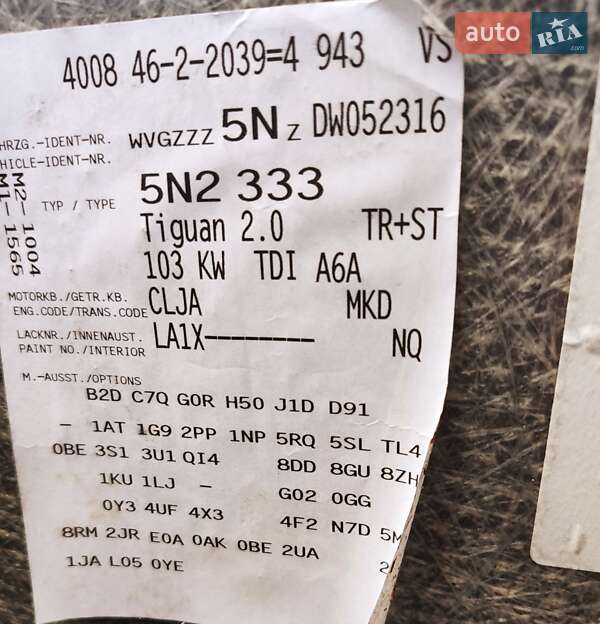 auto RIA .com
4008 46-2-2039=4 943 VS
HRZG.-IDENT-NR.
HICLE-IDENT-NR. WVGZZZ 5N Z DW052316
M2- 1004
M1- 1565
TYP / TYPE 5N2 333
Tiguan 2.0 TR+ST
103 KW TDI A6A
MOTORKB./GETR.KB.
ENG.CODE/TRANS.CODE CLJA MKD
LACKNR./INNENAUST.
PAINT NO./INTERIOR LA1X-------- NQ
M.-AUSST./OPTIONS
B2D C7Q G0R H50 J1D D91
- 1AT 1G9 2PP 1NP 5RQ 5SL TL4
0BE 3S1 3U1 QI4 8DD 8GU 8ZH
1KU 1LJ - G02 0GG
0Y3 4UF 4X3 4F2 N7D 5M
8RM 2JR E0A 0AK 0BE 2UA
1JA L05 0YE